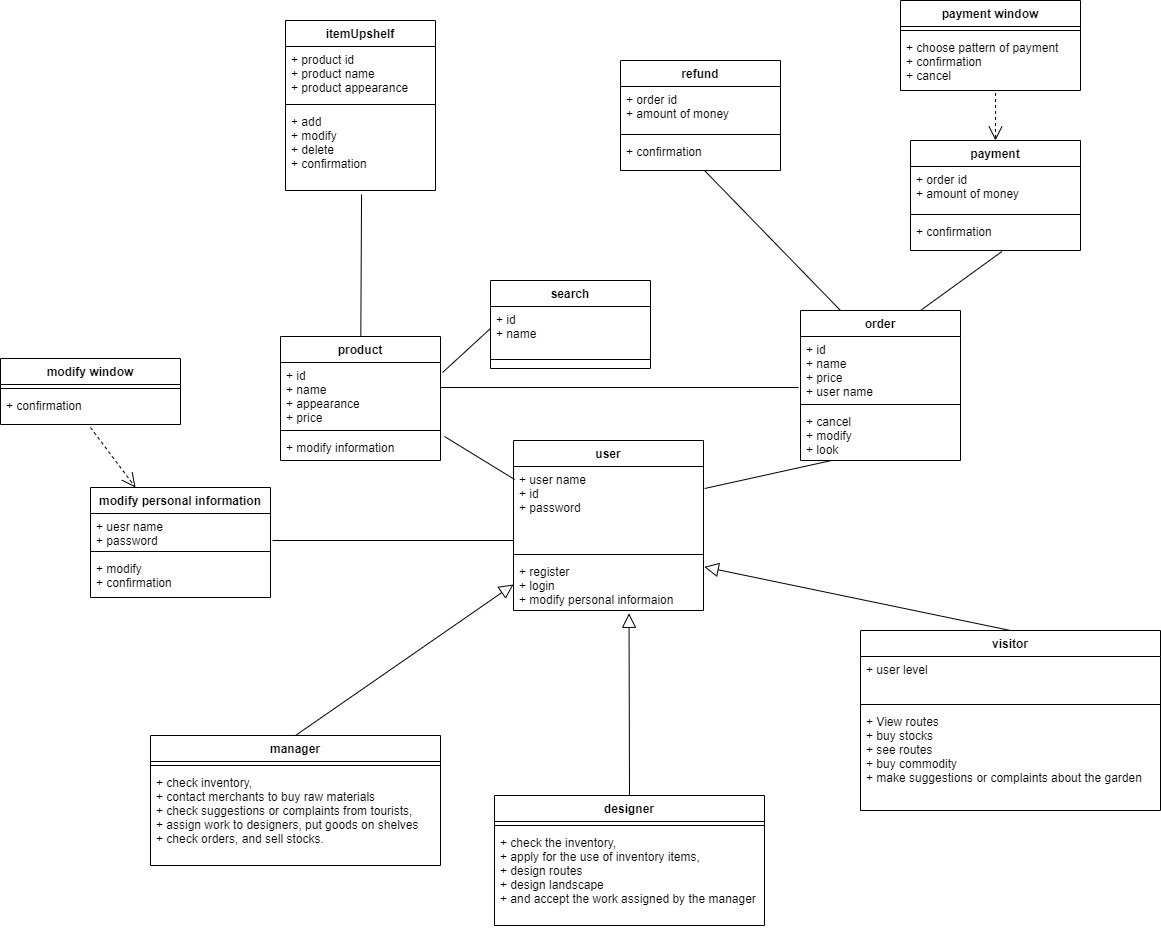 payment window
+ choose pattern of payment
+ confirmation
+ cancel
itemUpshelf
+ product id
+ product name
+ product appearance
+ add
+ modify
+ delete
+ confirmation
refund
+ order id
+ amount of money
+ confirmation
payment
+ order id
+ amount of money
+ confirmation
search
+ id
+ name
order
+ id
+ name
+ price
+ user name
+ cancel
+ modify
+ look
product
+ id
+ name
+ appearance
+ price
+ modify information
modify window
+ confirmation
user
+ user name
+ id
+ password
+ register
+ login
+ modify personal informaion
modify personal information
+ uesr name
+ password
+ modify
+ confirmation
visitor
+ user level
+ View routes
+ buy stocks
+ see routes
+ buy commodity
+ make suggestions or complaints about the garden
manager
+ check inventory,
+ contact merchants to buy raw materials
+ check suggestions or complaints from tourists,
+ assign work to designers, put goods on shelves
+ check orders, and sell stocks.
designer
+ check the inventory,
+ apply for the use of inventory items,
+ design routes
+ design landscape
+ and accept the work assigned by the manager